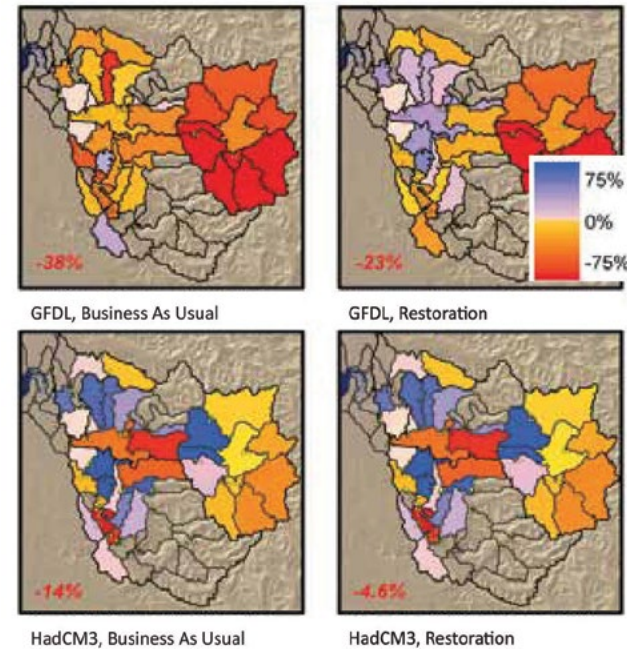 -38%
-23%
75%
0%
-75%
GFDL, Business As Usual
GFDL, Restoration
-14%
-4.6%
HadCM3, Business As Usual
HadCM3, Restoration